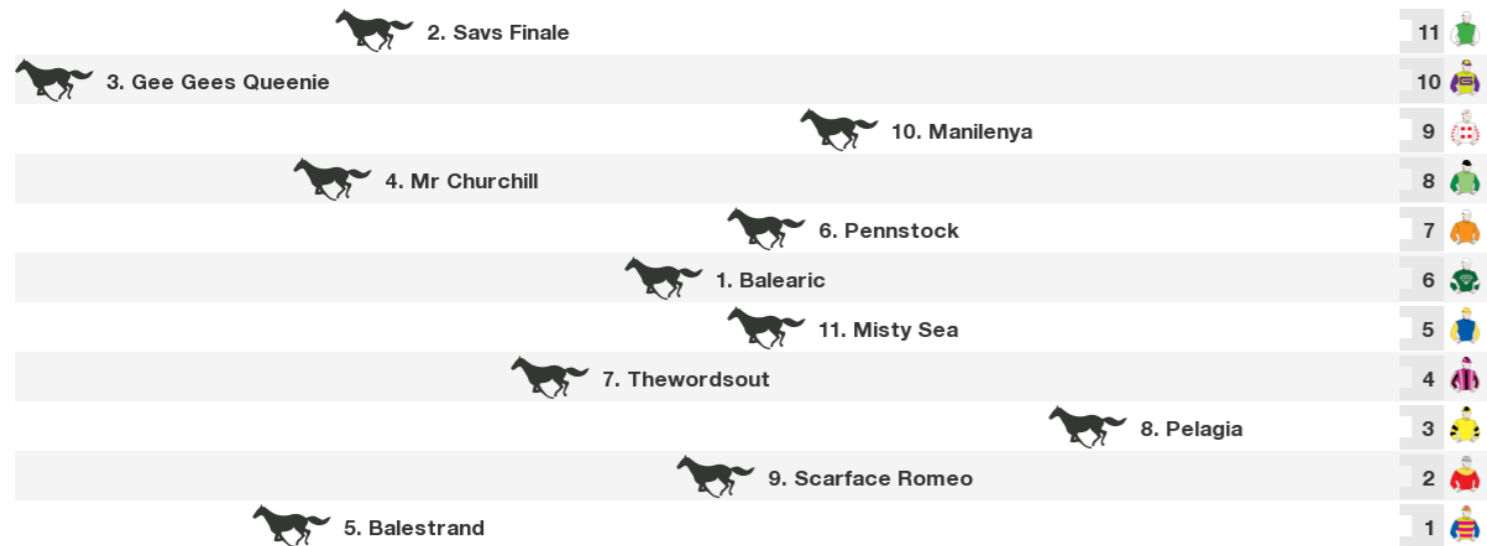 2. Savs Finale 11
3. Gee Gees Queenie 10
10. Manilenya 9
4. Mr Churchill 8
6. Pennstock 7
1. Balearic 6
11. Misty Sea 5
7. Thewordsout 4
8. Pelagia 3
9. Scarface Romeo 2
5. Balestrand 1